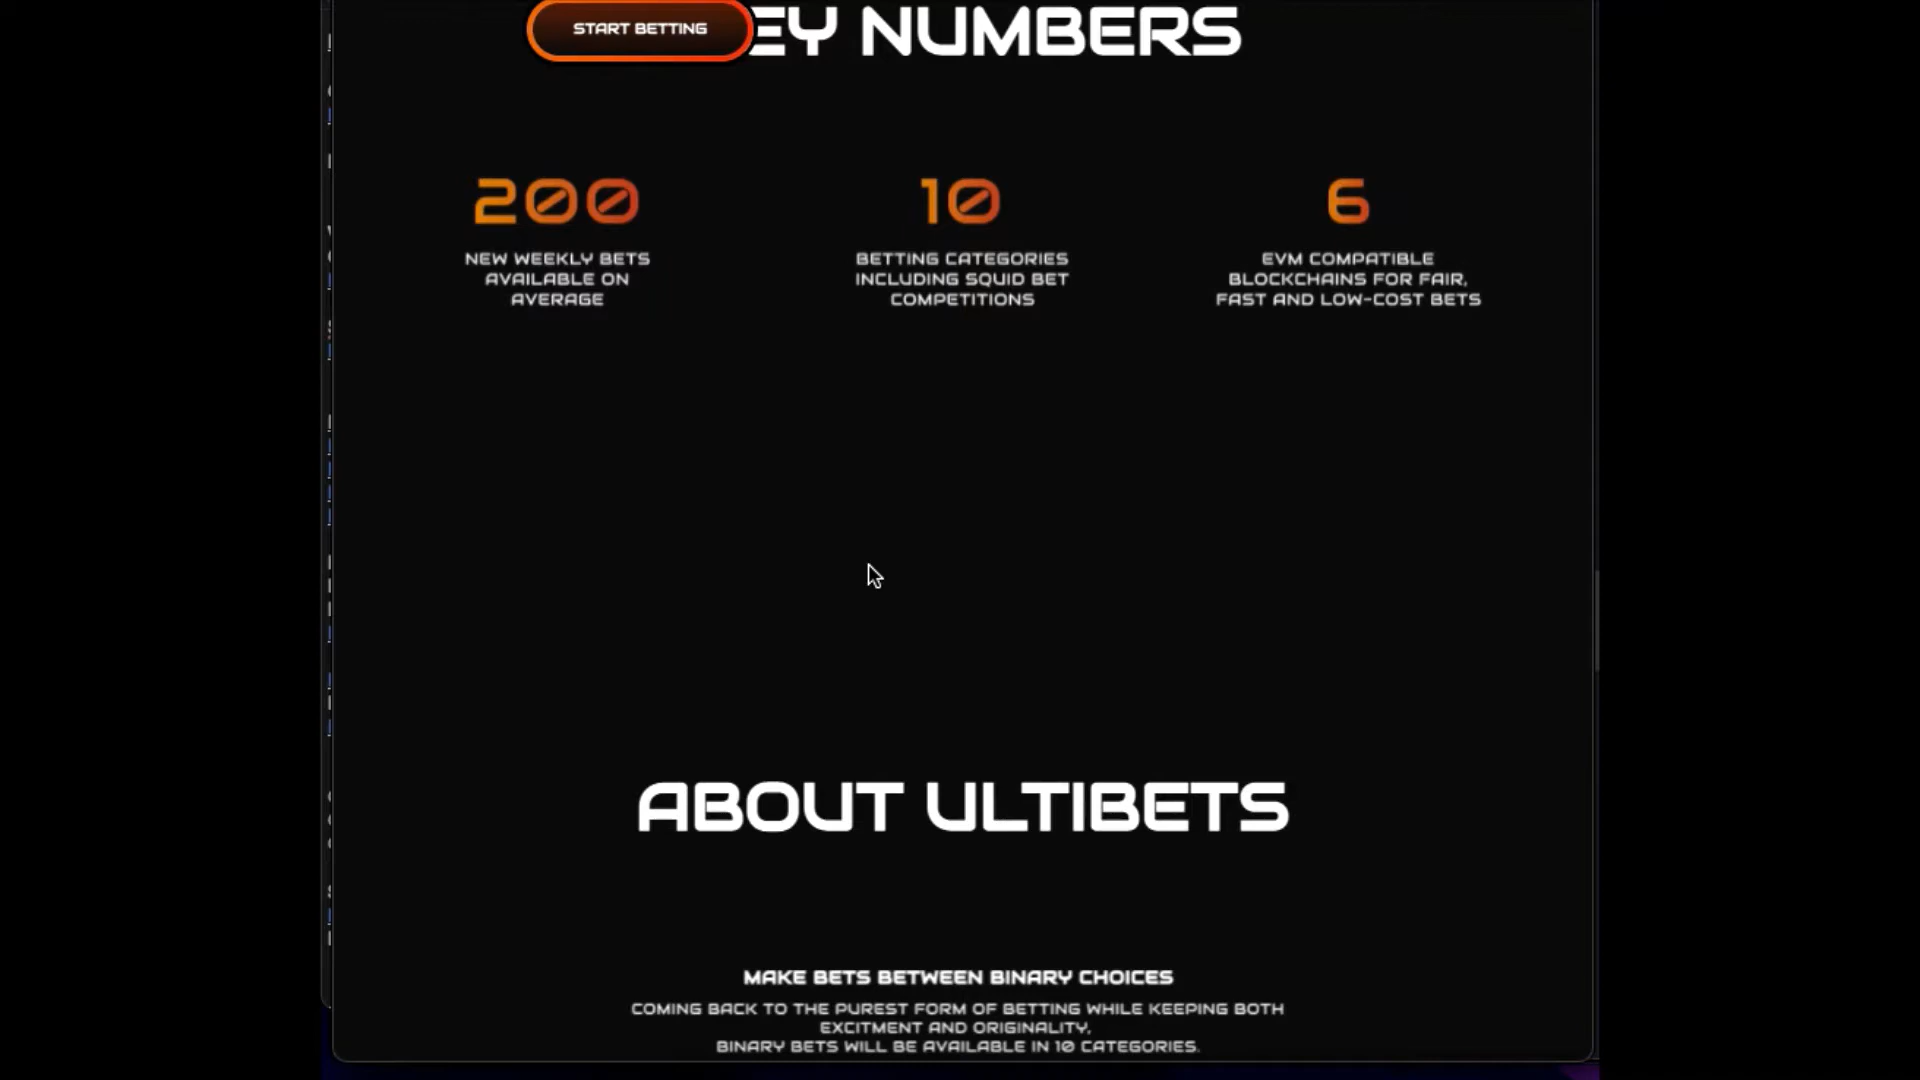 START BETTING
EY NUMBERS
200
NEW WEEKLY BETS
AVAILABLE ON
AVERAGE
10
BETTING CATEGORIES
INCLUDING SQUID BET
COMPETITIONS
6
EVM COMPATIBLE
BLOCKCHAINS FOR FAIR,
FAST AND LOW-COST BETS
ABOUT ULTIBETS
MAKE BETS BETWEEN BINARY CHOICES
COMING BACK TO THE PUREST FORM OF BETTING WHILE KEEPING BOTH
EXCITMENT AND ORIGINALITY,
BINARY BETS WILL BE AVAILABLE IN 10 CATEGORIES.